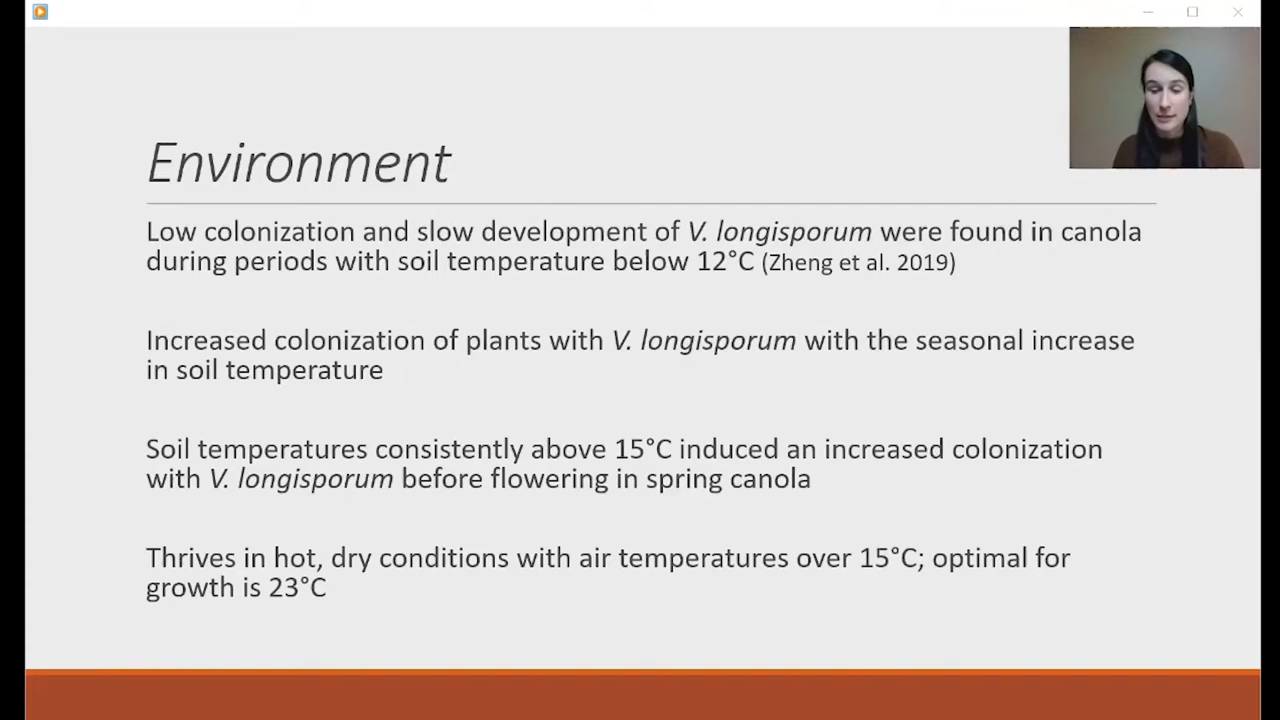 Environment
Low colonization and slow development of V. longisporum were found in canola
during periods with soil temperature below 12°C (Zheng et al. 2019)
Increased colonization of plants with V. longisporum with the seasonal increase
in soil temperature
Soil temperatures consistently above 15°C induced an increased colonization
with V. longisporum before flowering in spring canola
Thrives in hot, dry conditions with air temperatures over 15°C; optimal for
growth is 23°C